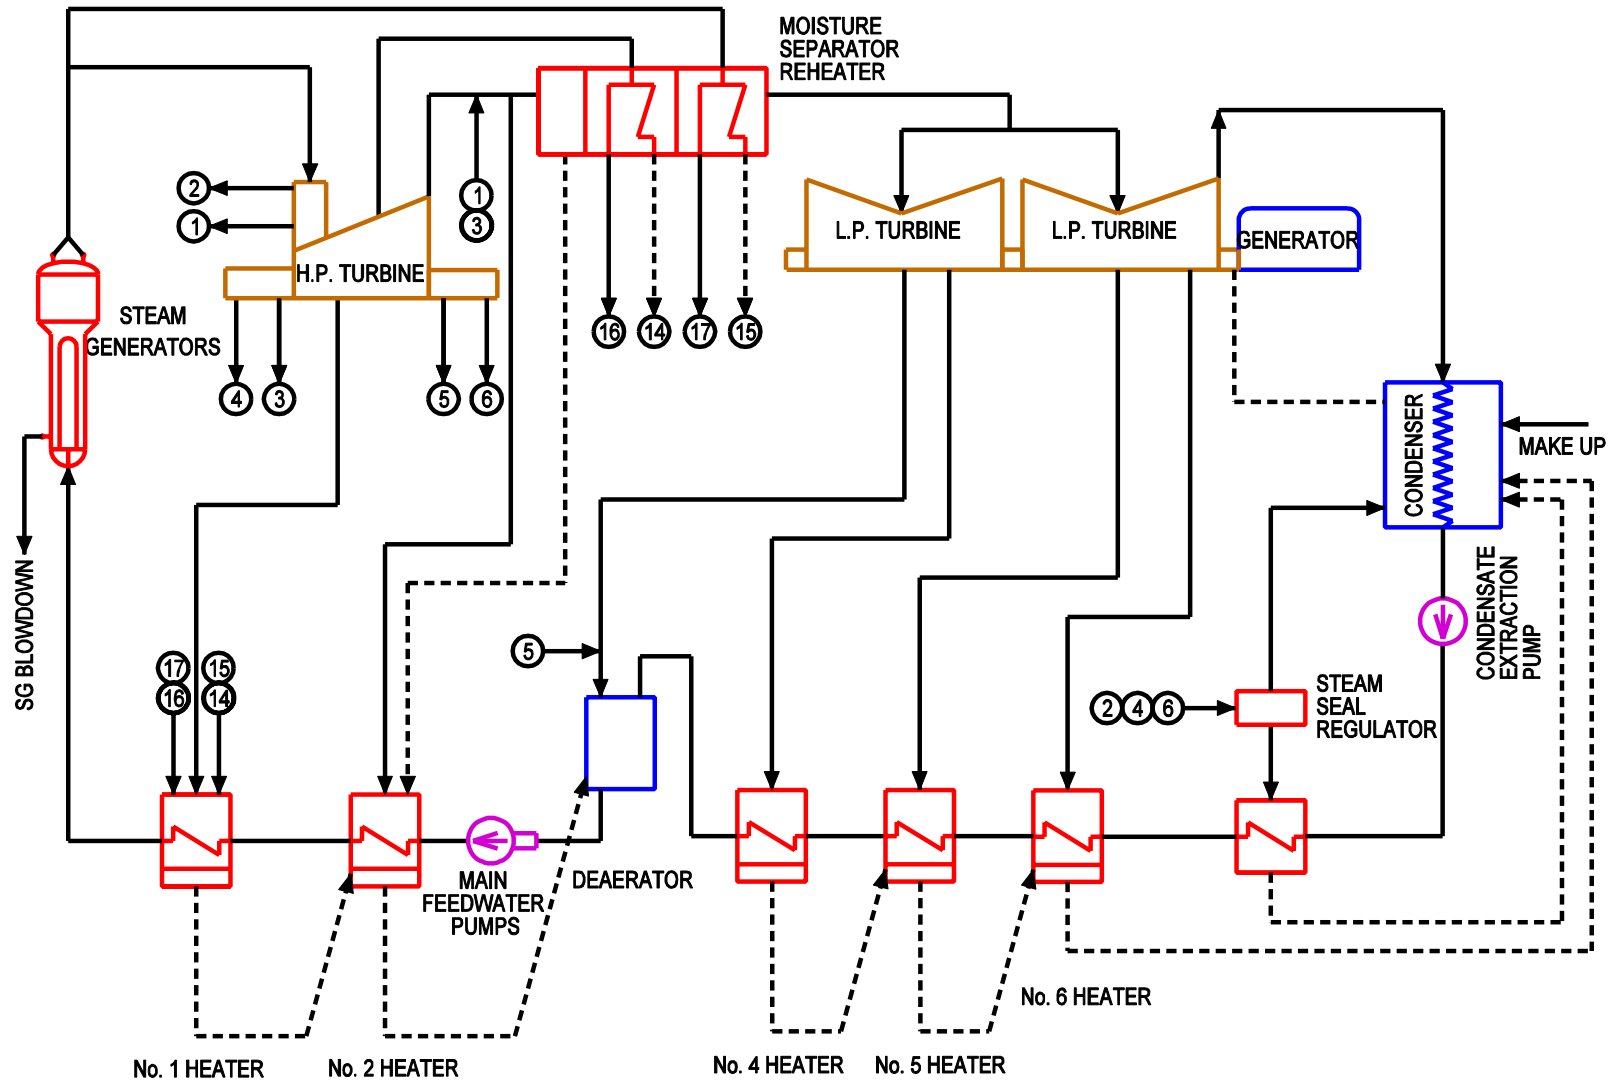 MOISTURE
SEPARATOR
REHEATER
2
1
1
3
L.P. TURBINE
L.P. TURBINE
GENERATOR
H.P. TURBINE
STEAM
GENERATORS
16
14
17
15
4
3
5
6
CONDENSER
MAKE UP
SG BLOWDOWN
CONDENSATE
EXTRACTION
PUMP
5
17
15
16
14
2
4
6
STEAM
SEAL
REGULATOR
MAIN
FEEDWATER
PUMPS
DEAERATOR
No. 6 HEATER
No. 1 HEATER
No. 2 HEATER
No. 4 HEATER
No. 5 HEATER